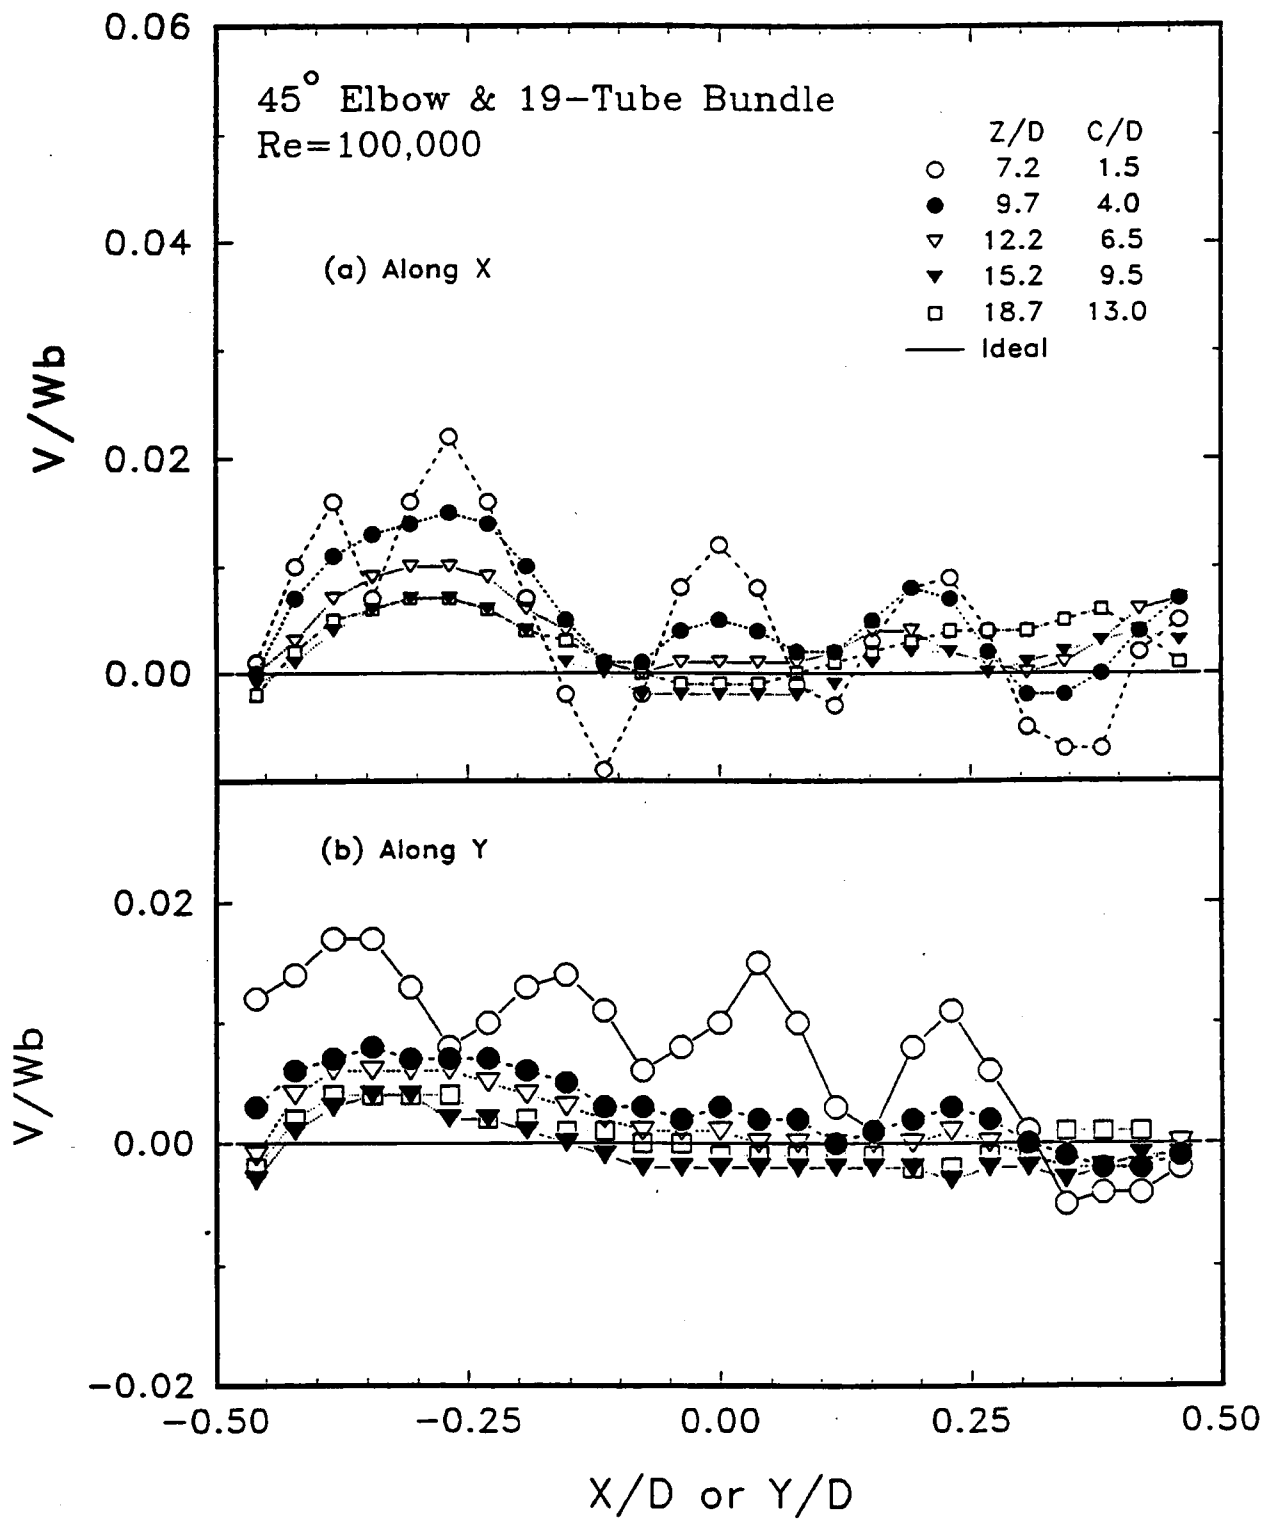 0.06
45° Elbow & 19-Tube Bundle
Re=100,000
Z/D C/D
7.2 1.5
9.7 4.0
12.2 6.5
15.2 9.5
18.7 13.0
Ideal
0.04
(a) Along X
V/Wb
0.02
0.00
(b) Along Y
0.02
V/Wb
0.00
-0.02
-0.50 -0.25 0.00 0.25 0.50
X/D or Y/D